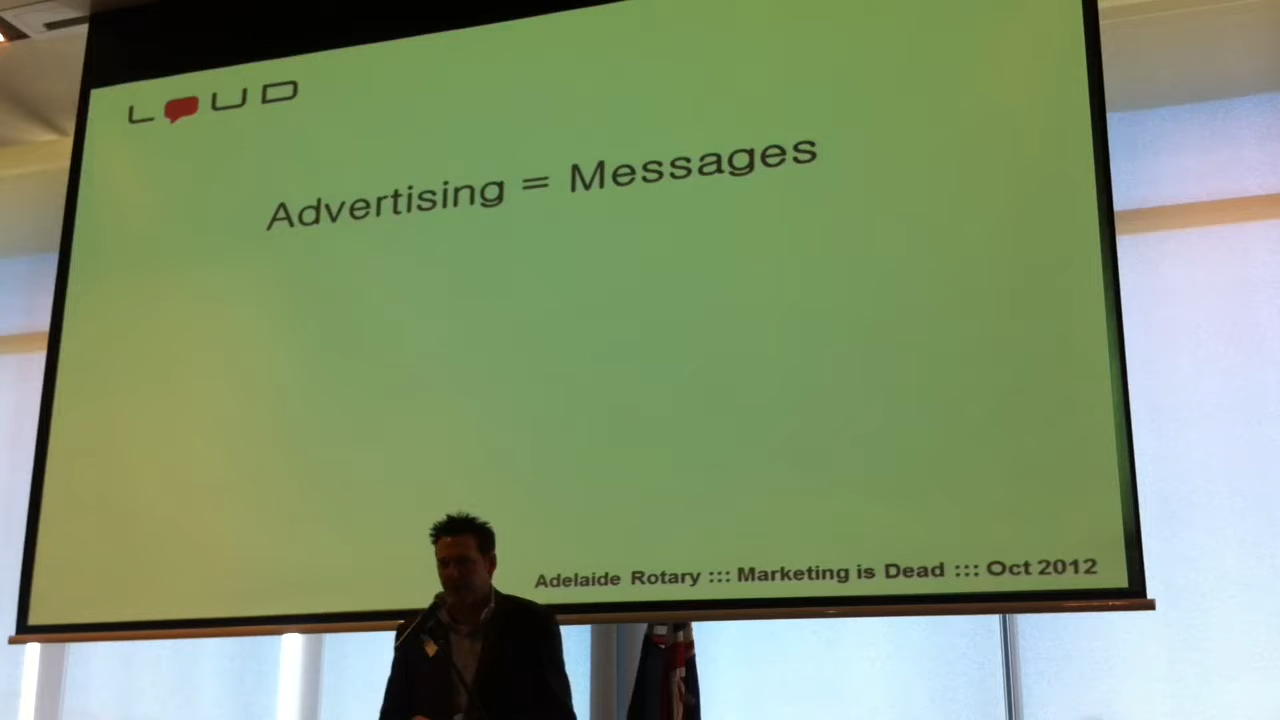 LOUD
Advertising = Messages
Adelaide Rotary ::: Marketing is Dead ::: Oct 2012